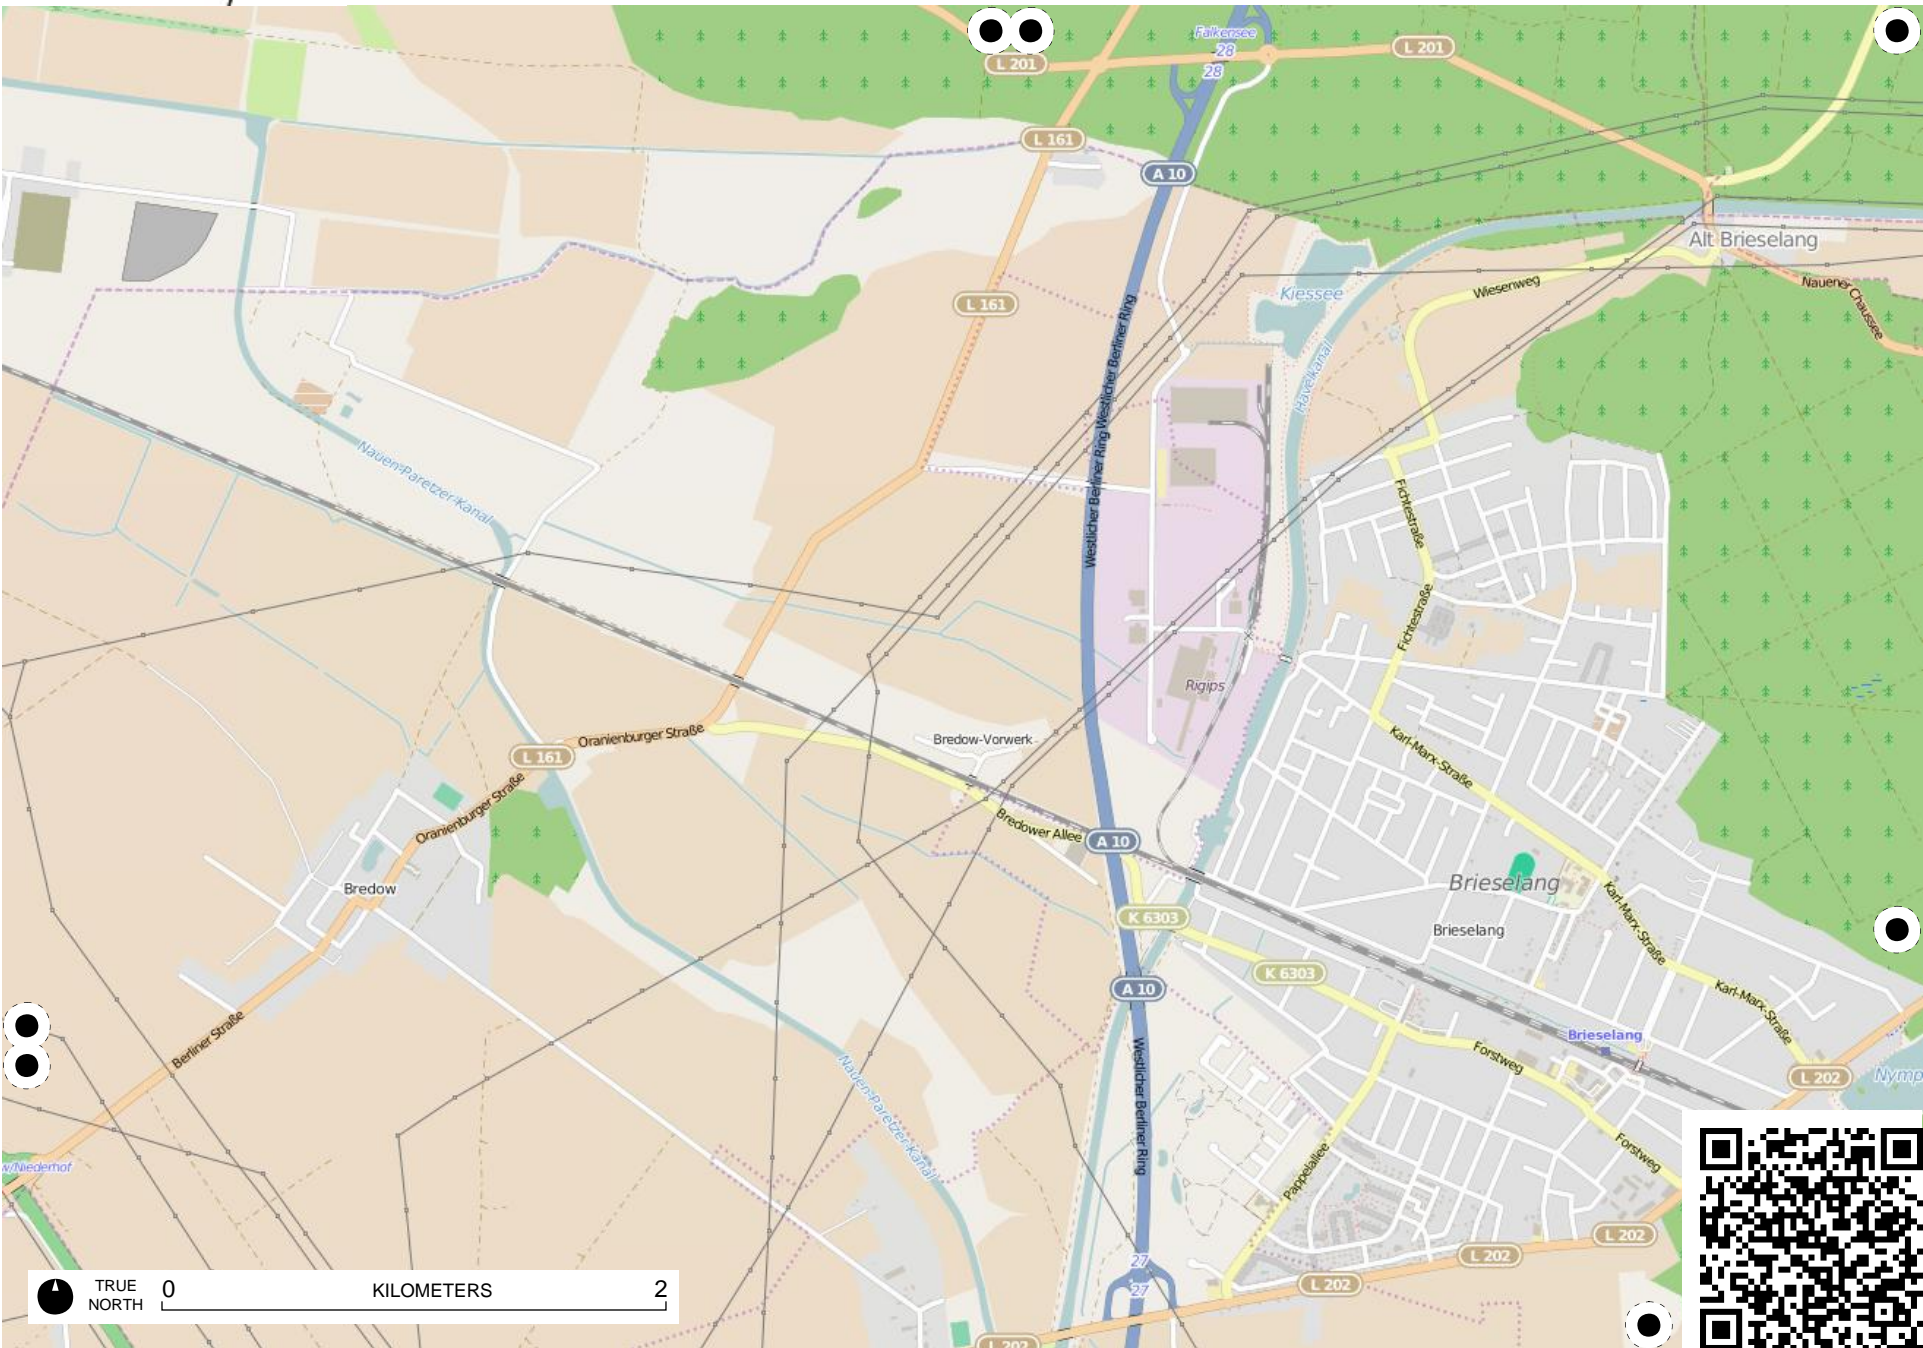 Falkensee
28
28
L 201
L 201
L 161
A 10
Alt Brieselang
Wiesenweg
Nauener Chaussee
Kiessee
L 161
Westlicher Berliner Ring
Westlicher Berliner Ring
Havelkanal
Nauen-Paretzer-Kanal
Fichtestraße
Fichtestraße
Rigips
Oranienburger Straße
Bredow-Vorwerk
Karl-Marx-Straße
L 161
Oranienburger Straße
Bredower Allee
A 10
Bredow
Brieselang
Karl-Marx-Straße
K 6303
Brieselang
K 6303
A 10
Karl-Marx-Straße
Berliner Straße
Brieselang
Westlicher Berliner Ring
Forstweg
L 202
Nymp
Nauen-Paretzer-Kanal
Forstweg
w/Niederhof
Pappelallee
L 202
L 202
27
27
L 202
TRUE NORTH
0 KILOMETERS 2
L 202